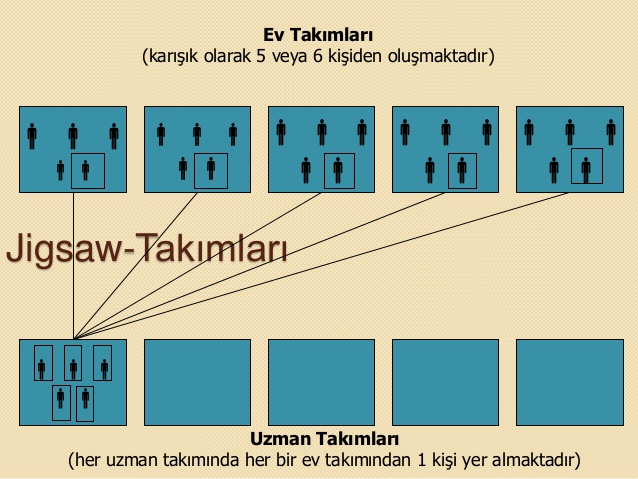 Ev Takımları
(karışık olarak 5 veya 6 kişiden oluşmaktadır)
Jigsaw-Takımları
Uzman Takımları
(her uzman takımında her bir ev takımından 1 kişi yer almaktadır)